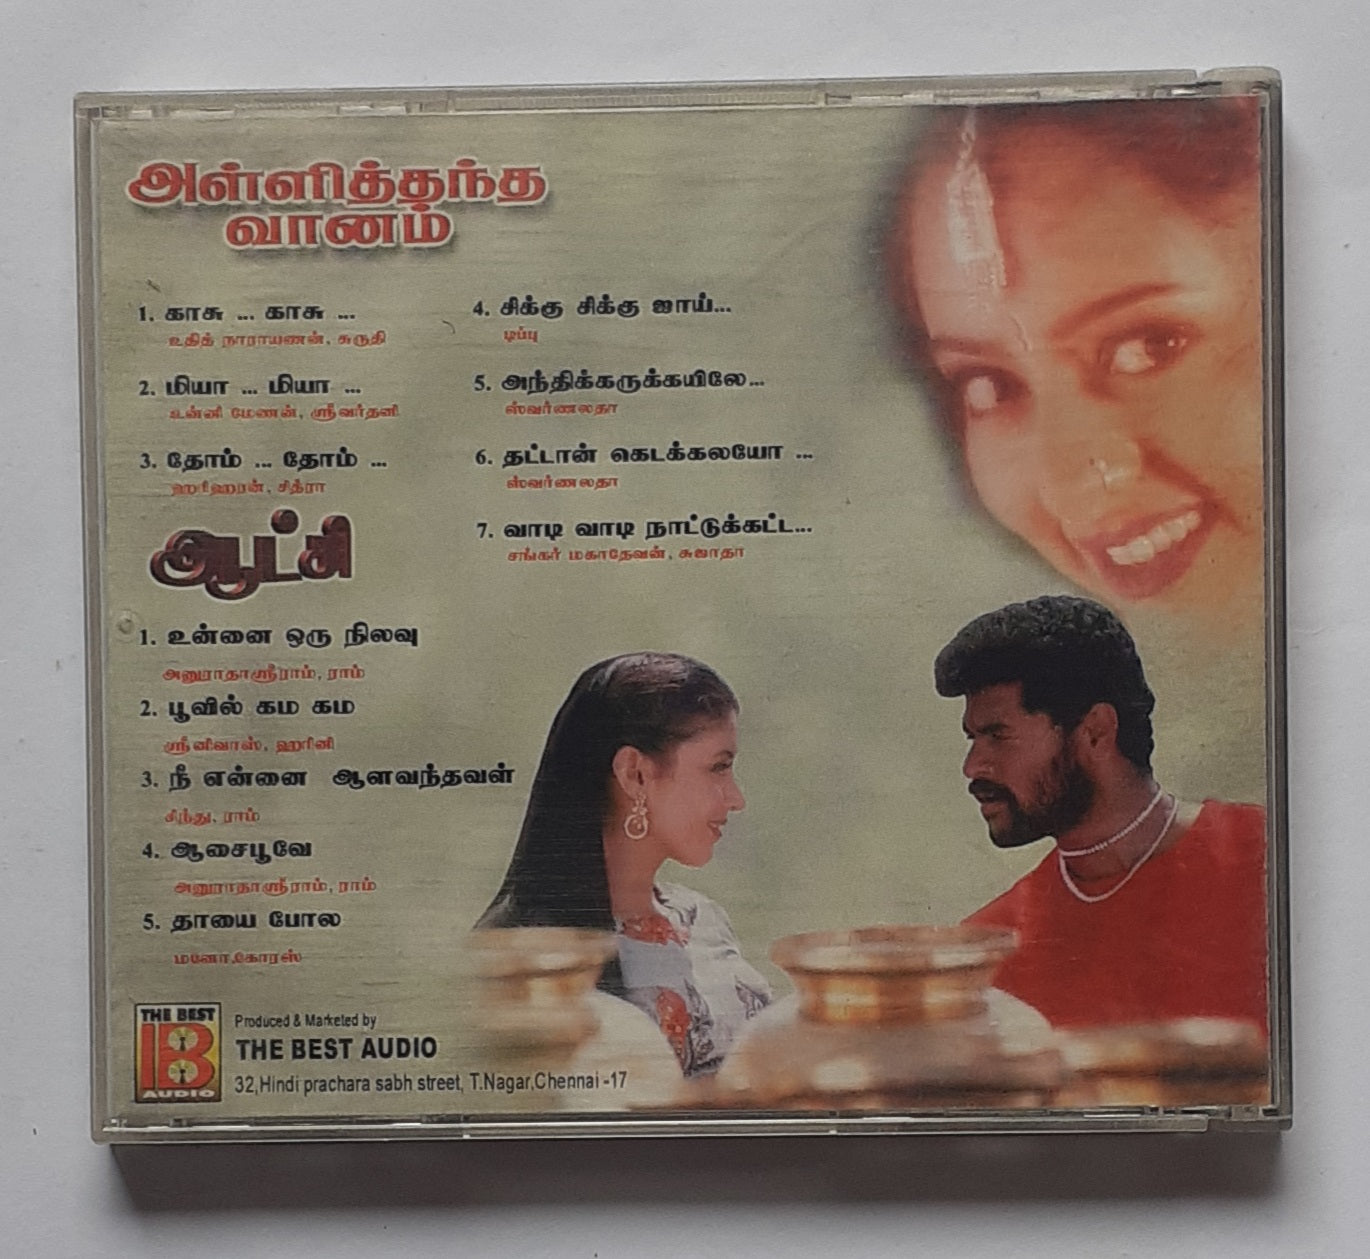 அள்ளித்தந்த
வானம்
1. காசு ... காசு ...
உதித் நாராயணன், சுருதி
2. மியா ... மியா ...
உன்னி மேணன், ஸ்ரீவர்தனி
3. தோம் ... தோம் ...
ஹரிஹரன், சித்ரா
4. சிக்கு சிக்கு ஜாய்...
டிப்பு
5. அந்திக்கருக்கயிலே...
ஸ்வர்ணலதா
6. தட்டான் கெடக்கலயோ ...
ஸ்வர்ணலதா
7. வாடி வாடி நாட்டுக்கட்ட...
சங்கர் மகாதேவன், சுஜாதா
ஆட்சி
1. உன்னை ஒரு நிலவு
அனுராதாஸ்ரீராம், ராம்
2. பூவில் கம கம
ஸ்ரீனிவாஸ், ஹரினி
3. நீ என்னை ஆளவந்தவள்
சிந்து, ராம்
4. ஆசைபூவே
அனுராதாஸ்ரீராம், ராம்
5. தாயை போல
மனோ,கோரஸ்
THE BEST
B
AUDIO
Produced & Marketed by
THE BEST AUDIO
32,Hindi prachara sabh street, T.Nagar,Chennai -17